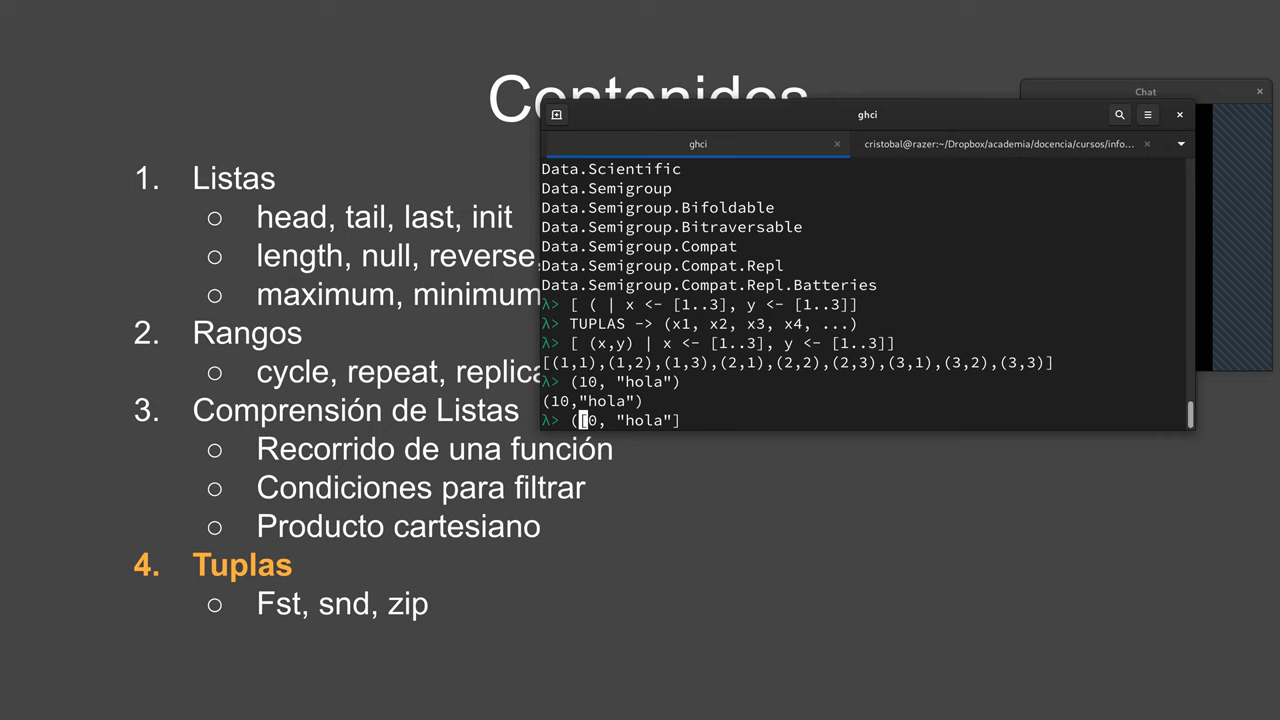 Contenidos
1. Listas
○ head, tail, last, init
○ length, null, reverse,
○ maximum, minimum
2. Rangos
○ cycle, repeat, replica
3. Comprensión de Listas
○ Recorrido de una función
○ Condiciones para filtrar
○ Producto cartesiano
4. Tuplas
○ Fst, snd, zip
Chat
ghci
ghci
cristobal@razer:~/Dropbox/academia/docencia/cursos/info...
Data.Scientific
Data.Semigroup
Data.Semigroup.Bifoldable
Data.Semigroup.Bitraversable
Data.Semigroup.Compat
Data.Semigroup.Compat.Repl
Data.Semigroup.Compat.Repl.Batteries
λ> [ ( | x <- [1..3], y <- [1..3]]
λ> TUPLAS -> (x1, x2, x3, x4, ...)
λ> [ (x,y) | x <- [1..3], y <- [1..3]]
[(1,1),(1,2),(1,3),(2,1),(2,2),(2,3),(3,1),(3,2),(3,3)]
λ> (10, "hola")
(10,"hola")
λ> ([0, "hola"]